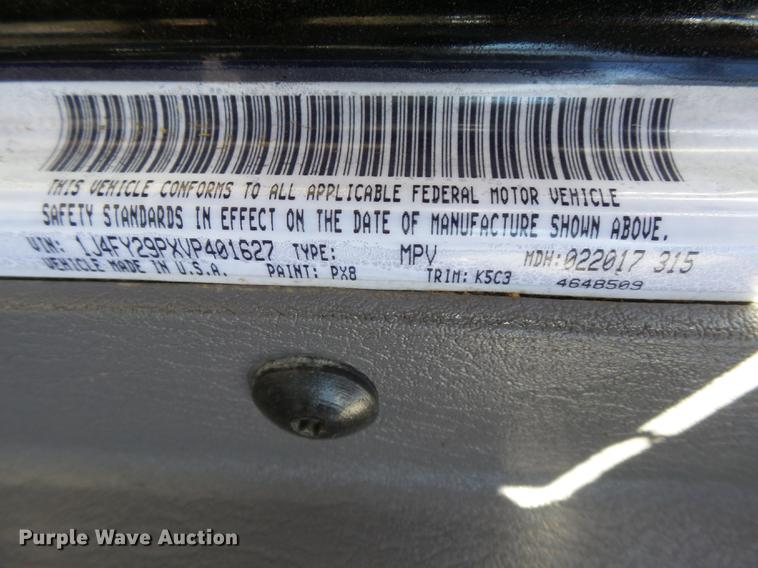 THIS VEHICLE CONFORMS TO ALL APPLICABLE FEDERAL MOTOR VEHICLE
SAFETY STANDARDS IN EFFECT ON THE DATE OF MANUFACTURE SHOWN ABOVE.
VIN: 1J4FY29PXVP401627 TYPE: MPV MDH:022017 315
VEHICLE MADE IN U.S.A. PAINT: PX8 TRIM: K5C3 4648509
Purple Wave Auction